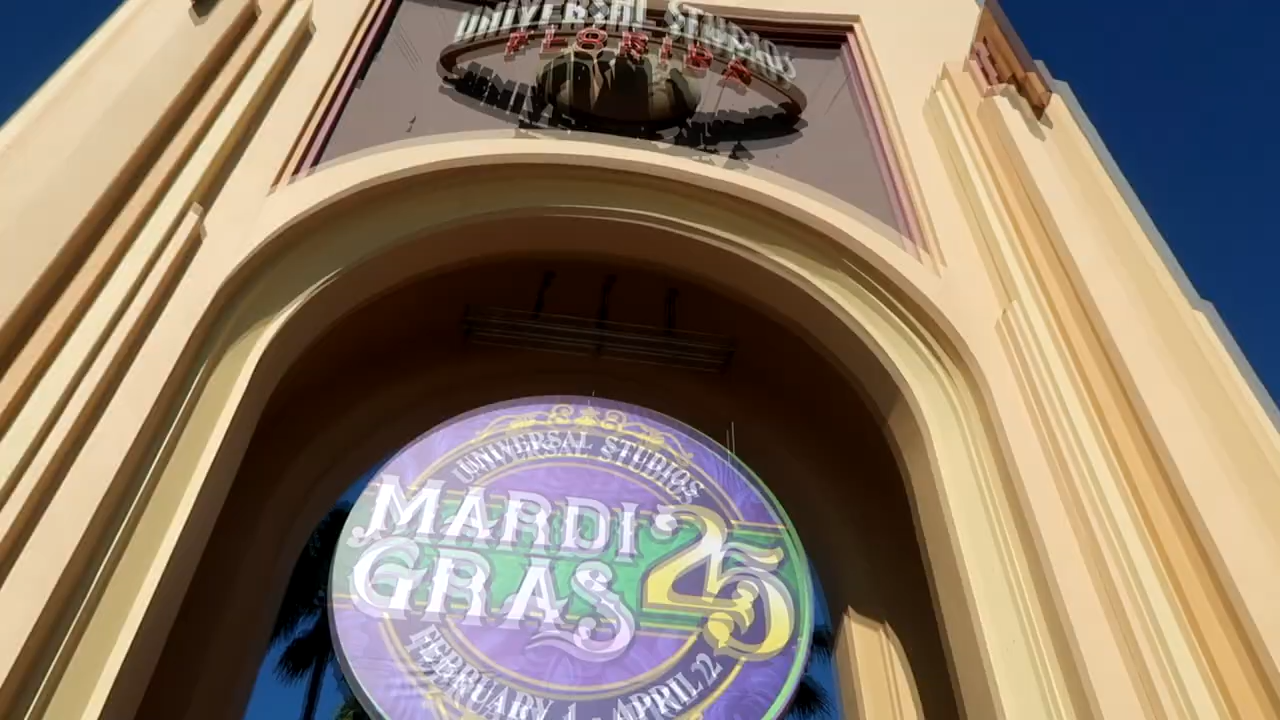 UNIVERSAL STUDIOS
FLORIDA
UNIVERSAL STUDIOS
MARDI
GRAS 25
FEBRUARY 1 - APRIL 22